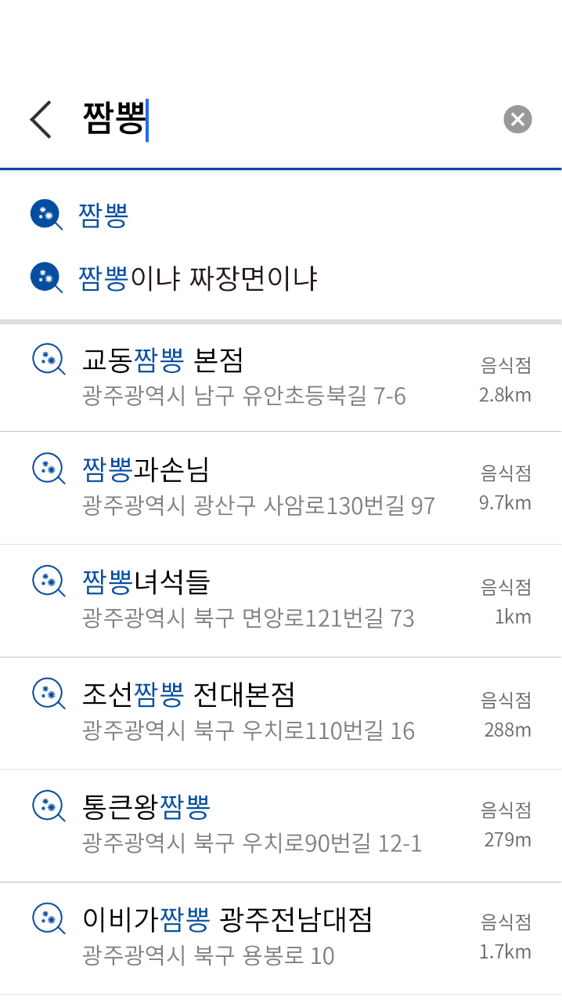 짬뽕
짬뽕
짬뽕이냐 짜장면이냐
교동짬뽕 본점
음식점
광주광역시 남구 유안초등북길 7-6
2.8km
짬뽕과손님
음식점
광주광역시 광산구 사암로130번길 97
9.7km
짬뽕녀석들
음식점
광주광역시 북구 면앙로121번길 73
1km
조선짬뽕 전대본점
음식점
광주광역시 북구 우치로110번길 16
288m
통큰왕짬뽕
음식점
광주광역시 북구 우치로90번길 12-1
279m
이비가짬뽕 광주전남대점
음식점
광주광역시 북구 용봉로 10
1.7km